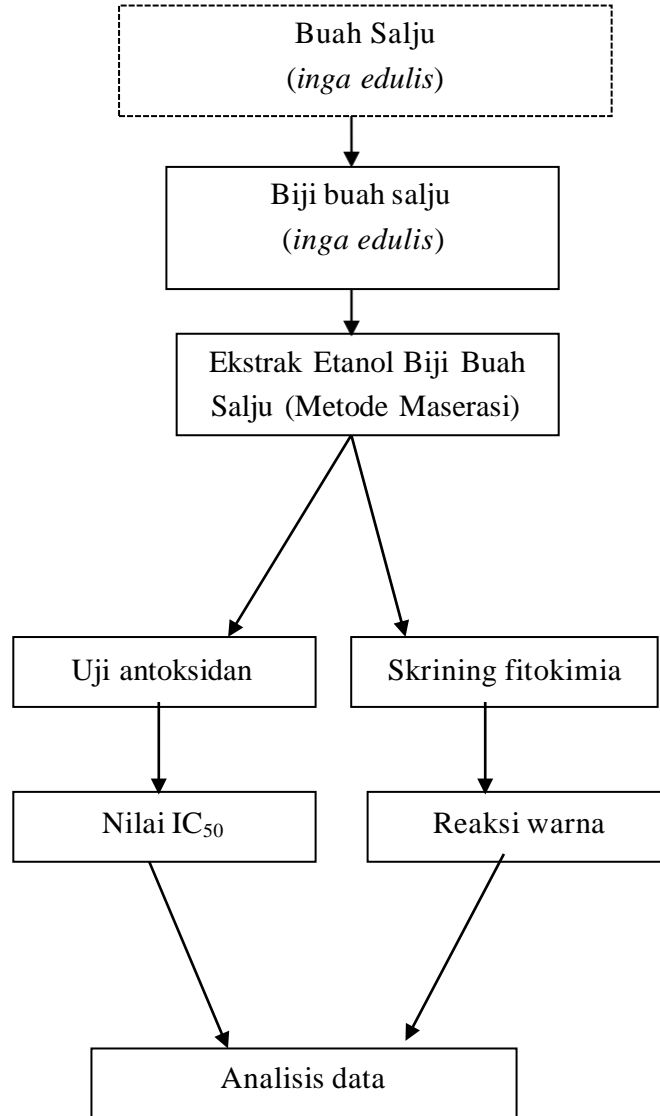 Buah Salju
(inga edulis)
Biji buah salju
(inga edulis)
Ekstrak Etanol Biji Buah
Salju (Metode Maserasi)
Uji antoksidan
Skrining fitokimia
Nilai IC₅₀
Reaksi warna
Analisis data